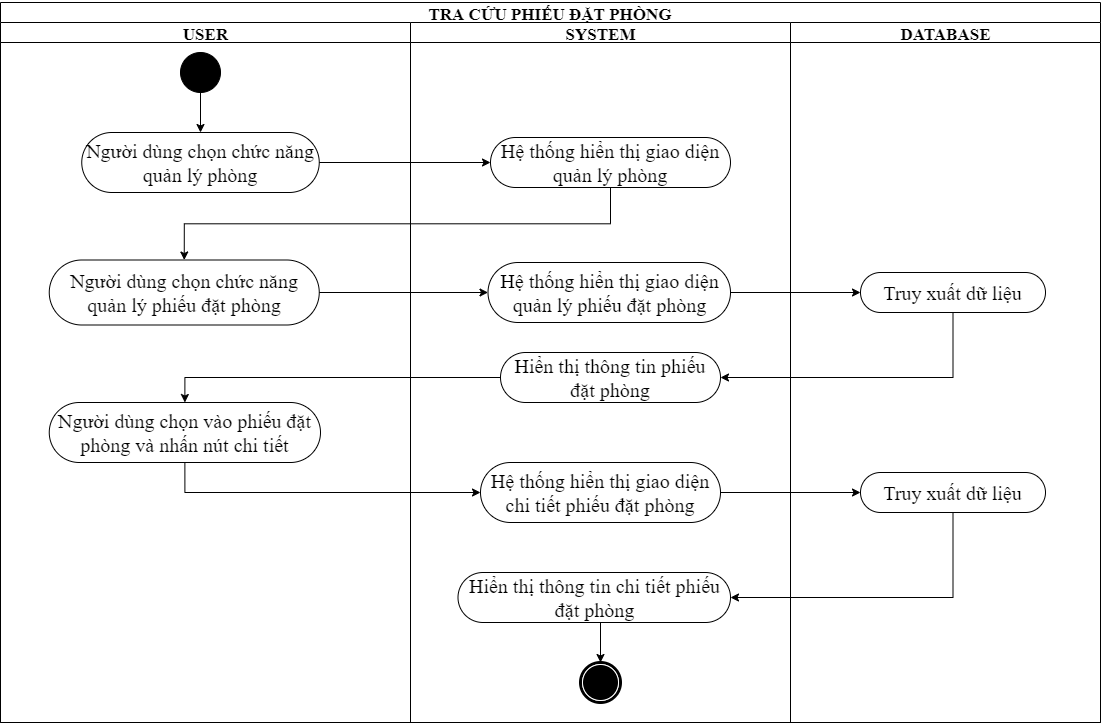 TRA CỨU PHIẾU ĐẶT PHÒNG
USER
SYSTEM
DATABASE
Người dùng chọn chức năng
quản lý phòng
Hệ thống hiển thị giao diện
quản lý phòng
Người dùng chọn chức năng
quản lý phiếu đặt phòng
Hệ thống hiển thị giao diện
quản lý phiếu đặt phòng
Truy xuất dữ liệu
Hiển thị thông tin phiếu
đặt phòng
Người dùng chọn vào phiếu đặt
phòng và nhấn nút chi tiết
Hệ thống hiển thị giao diện
chi tiết phiếu đặt phòng
Truy xuất dữ liệu
Hiển thị thông tin chi tiết phiếu
đặt phòng